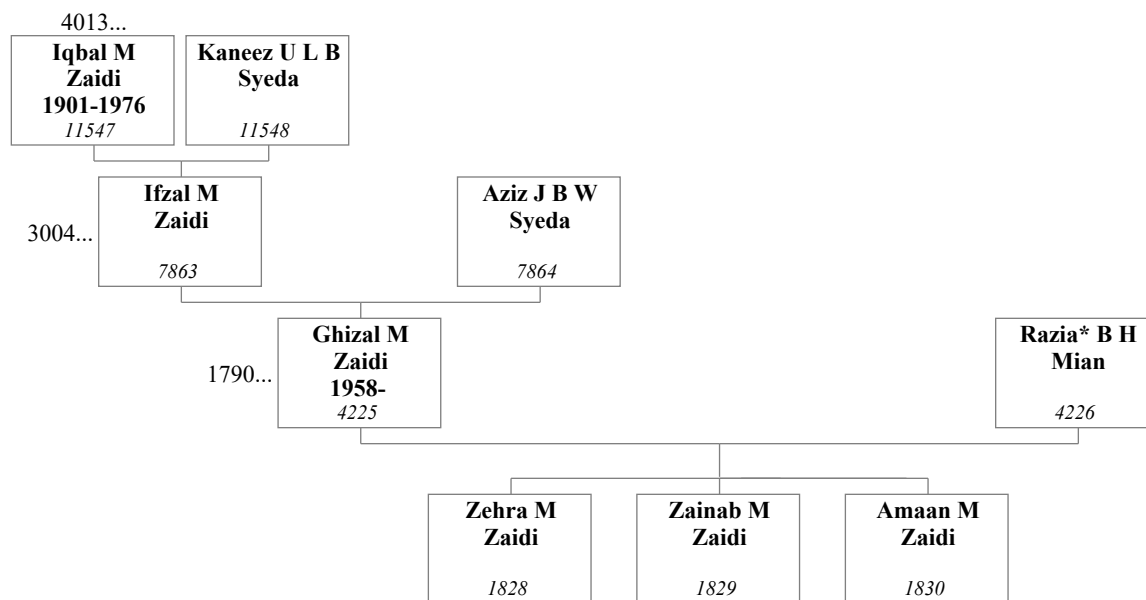 4013...
Iqbal M
Zaidi
1901-1976
11547
Kaneez U L B
Syeda
11548
3004...
Ifzal M
Zaidi
7863
Aziz J B W
Syeda
7864
1790...
Ghizal M
Zaidi
1958-
4225
Razia* B H
Mian
4226
Zehra M
Zaidi
1828
Zainab M
Zaidi
1829
Amaan M
Zaidi
1830